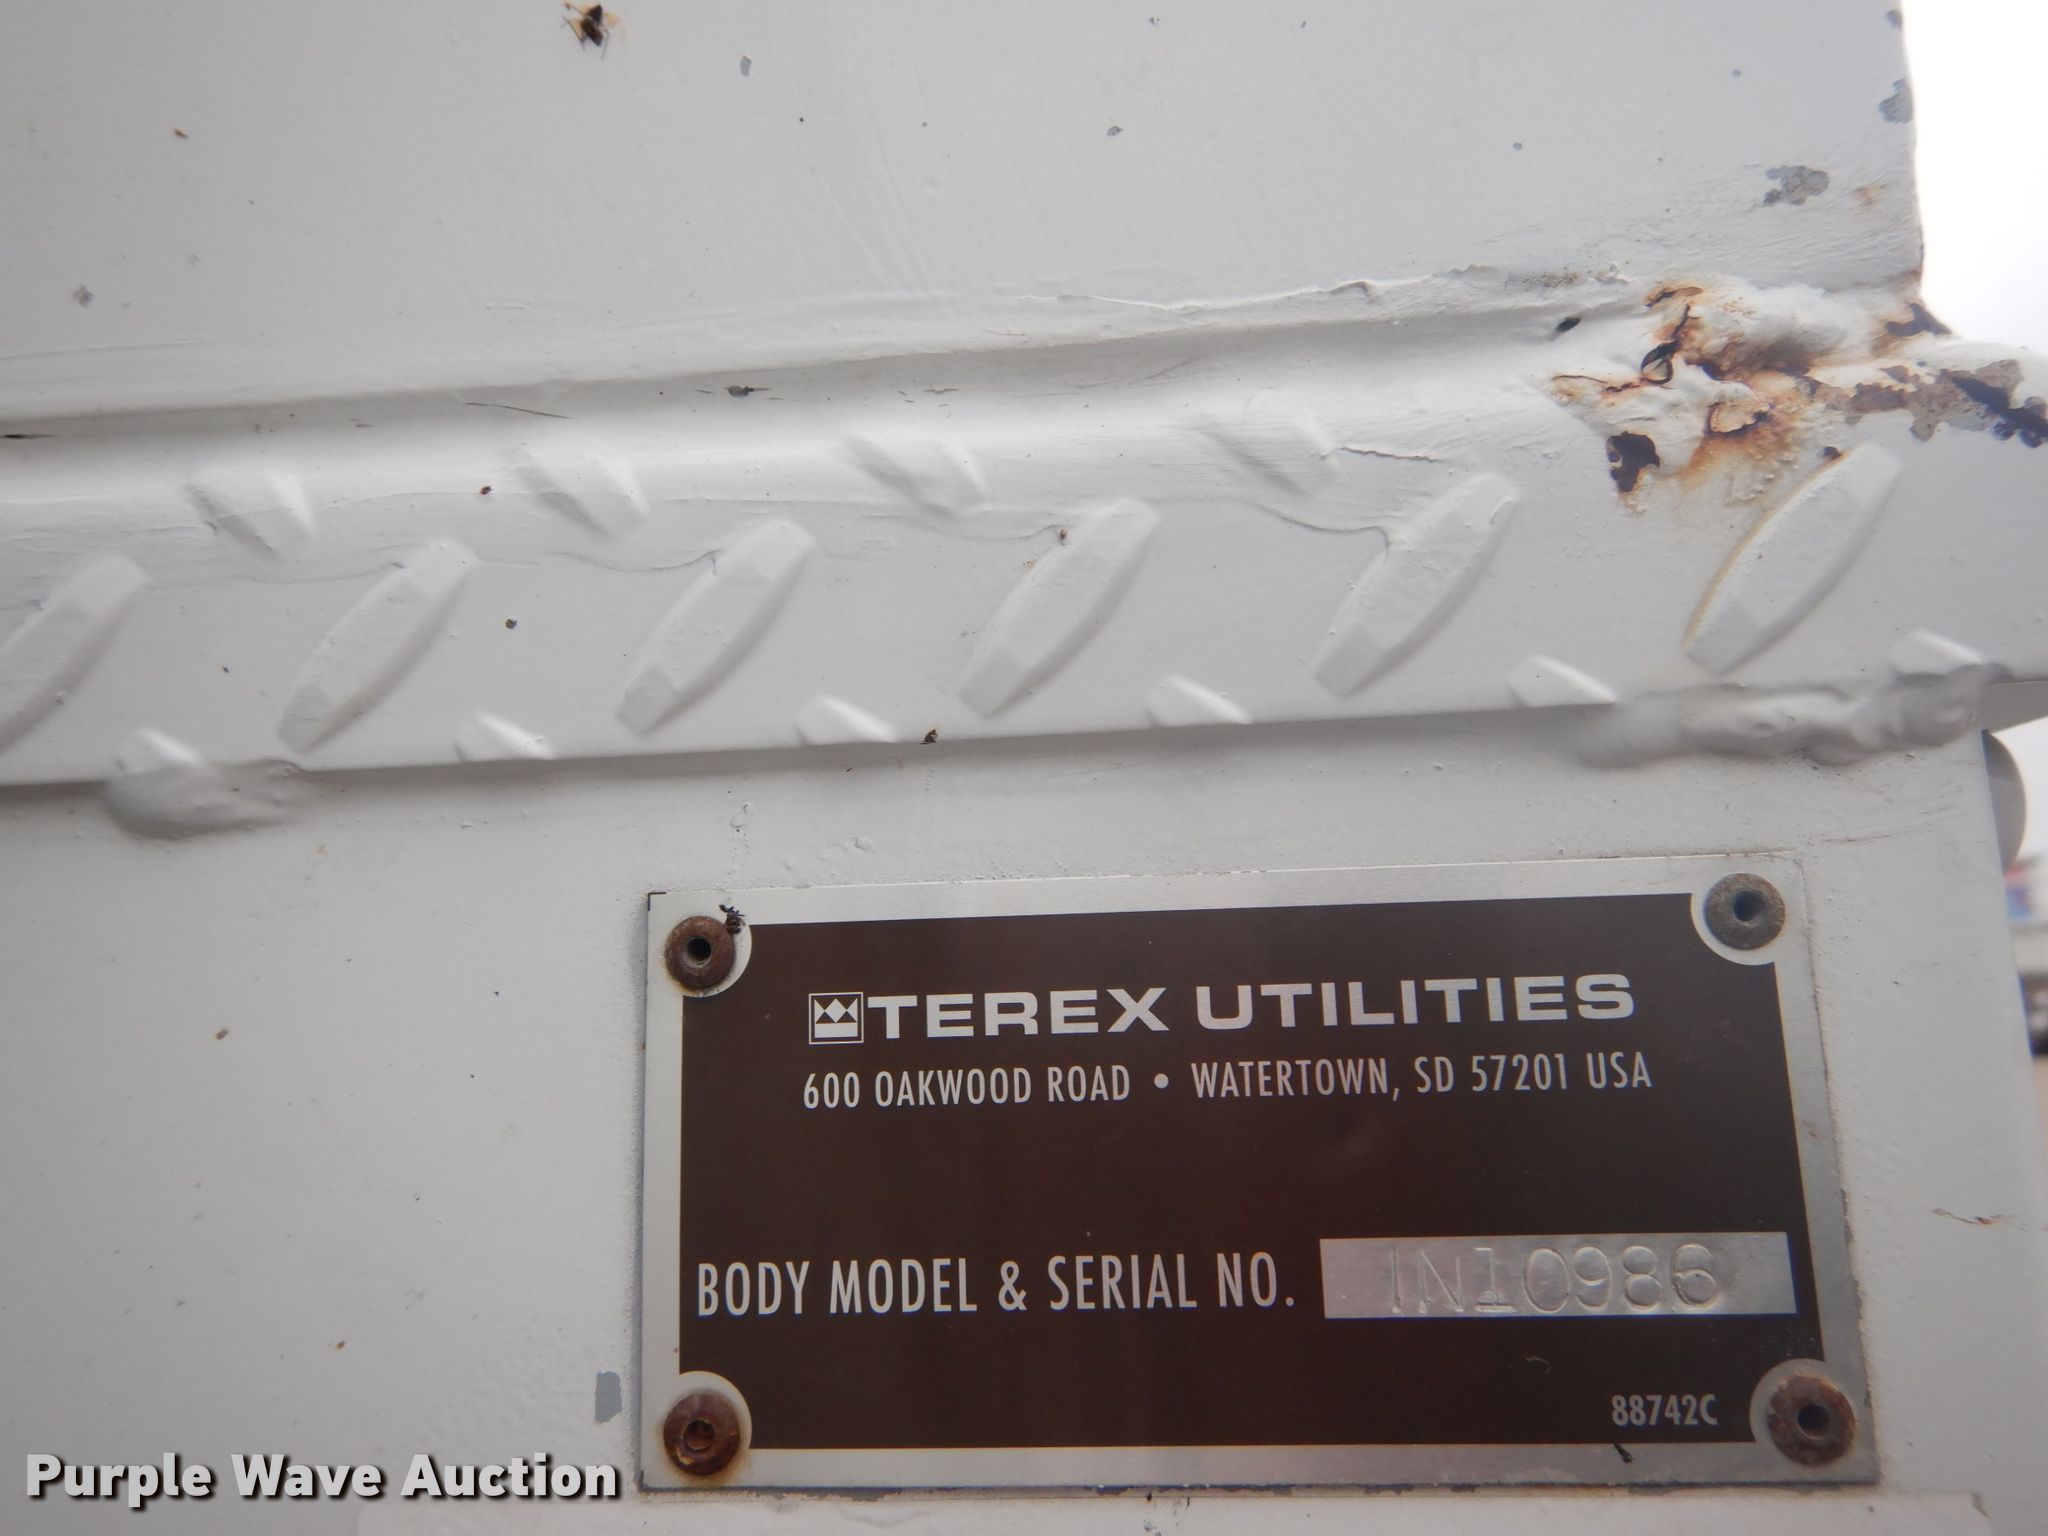 TEREX UTILITIES
600 OAKWOOD ROAD • WATERTOWN, SD 57201 USA
BODY MODEL & SERIAL NO. 1N10986
88742C
Purple Wave Auction